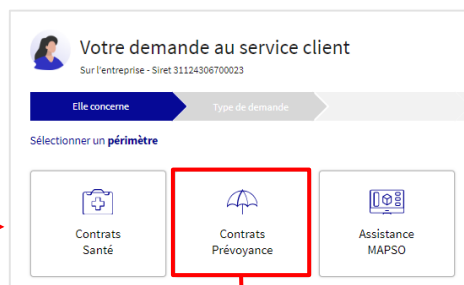 Votre demande au service client
Sur l'entreprise - Siret 31124306700023
Elle concerne
Type de demande
Sélectionner un périmètre
Contrats
Santé
Contrats
Prévoyance
Assistance
MAPSO